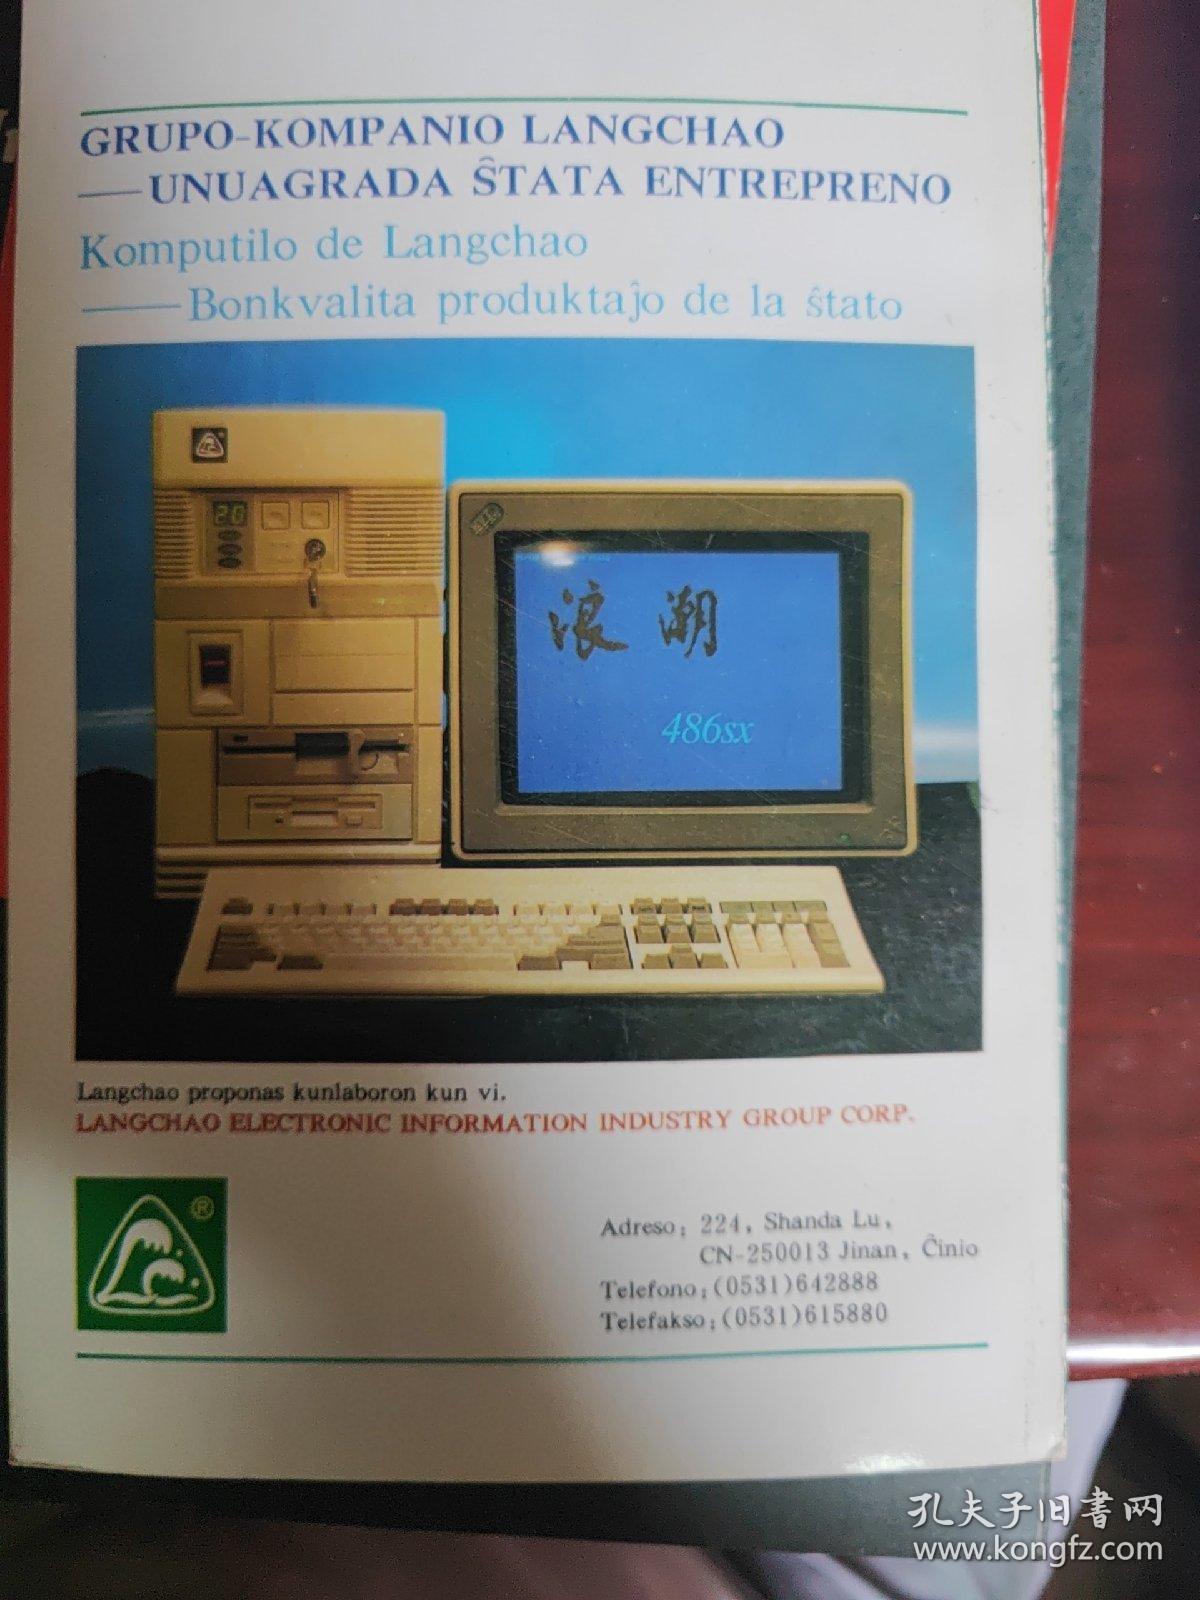 GRUPO-KOMPANIO LANGCHAO
——UNUAGRADA ŜTATA ENTREPRENO
Komputilo de Langchao
——Bonkvalita produktaĵo de la ŝtato
20
浪潮
486sx
Langchao proponas kunlaboron kun vi.
LANGCHAO ELECTRONIC INFORMATION INDUSTRY GROUP CORP.
®
Adreso: 224, Shanda Lu,
CN-250013 Jinan, Ĉinio
Telefono:(0531)642888
Telefakso:(0531)615880
孔夫子旧书网
www.kongfz.com